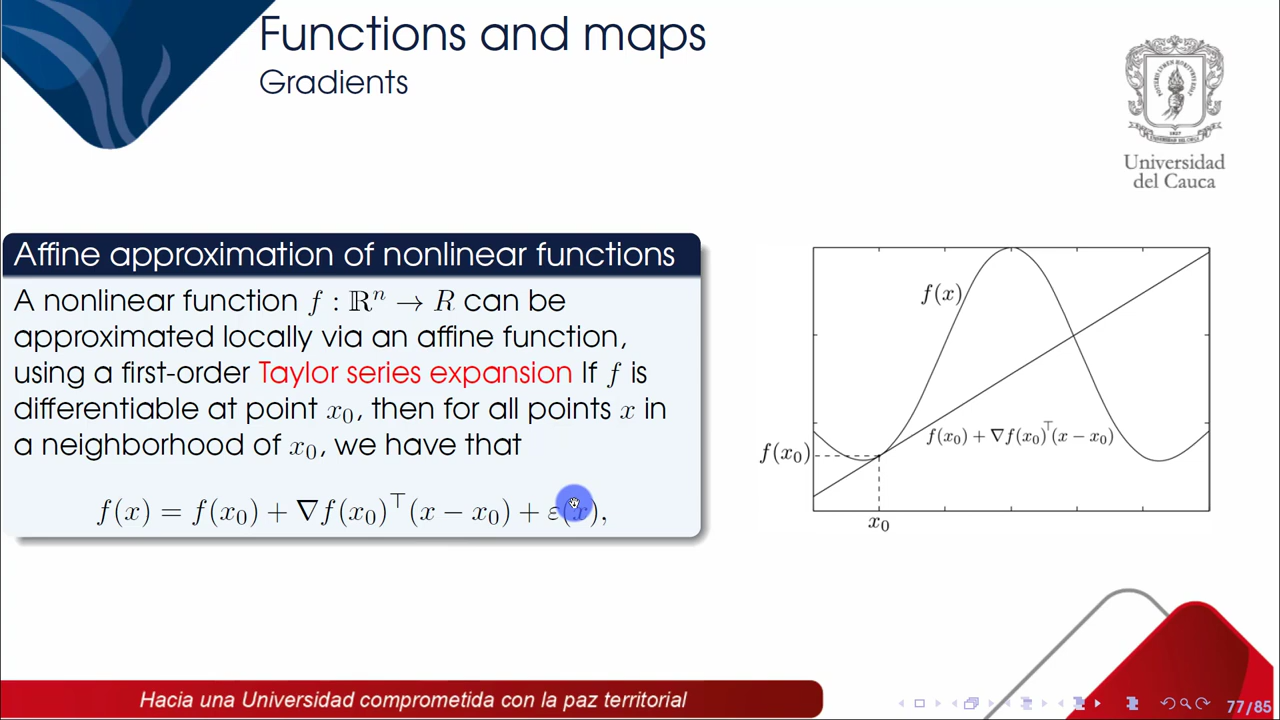 Functions and maps
Gradients
Universidad
del Cauca
Affine approximation of nonlinear functions
A nonlinear function f : ℝⁿ → R can be
approximated locally via an affine function,
using a first-order Taylor series expansion If f is
differentiable at point x₀, then for all points x in
a neighborhood of x₀, we have that
f(x) = f(x₀) + ∇f(x₀)⊤(x − x₀) + ε(x),
f(x)
f(x₀) + ∇f(x₀)⊤(x − x₀)
f(x₀)
x₀
Hacia una Universidad comprometida con la paz territorial
77/85